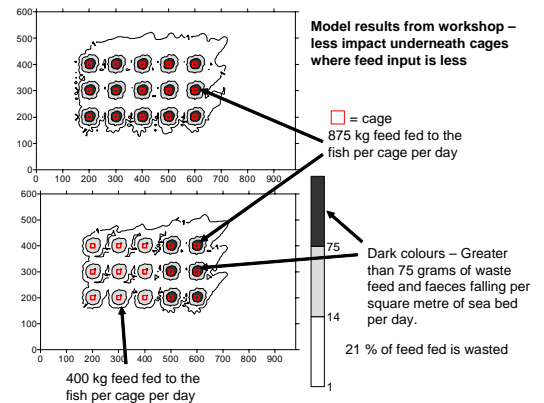 Model results from workshop –
less impact underneath cages
where feed input is less
600
500
400
300
200
100
0
0 100 200 300 400 500 600 700 800 900
= cage
875 kg feed fed to the
fish per cage per day
600
500
400
300
200
100
0
0 100 200 300 400 500 600 700 800 900
75
14
1
Dark colours – Greater
than 75 grams of waste
feed and faeces falling per
square metre of sea bed
per day.
21 % of feed fed is wasted
400 kg feed fed to the
fish per cage per day